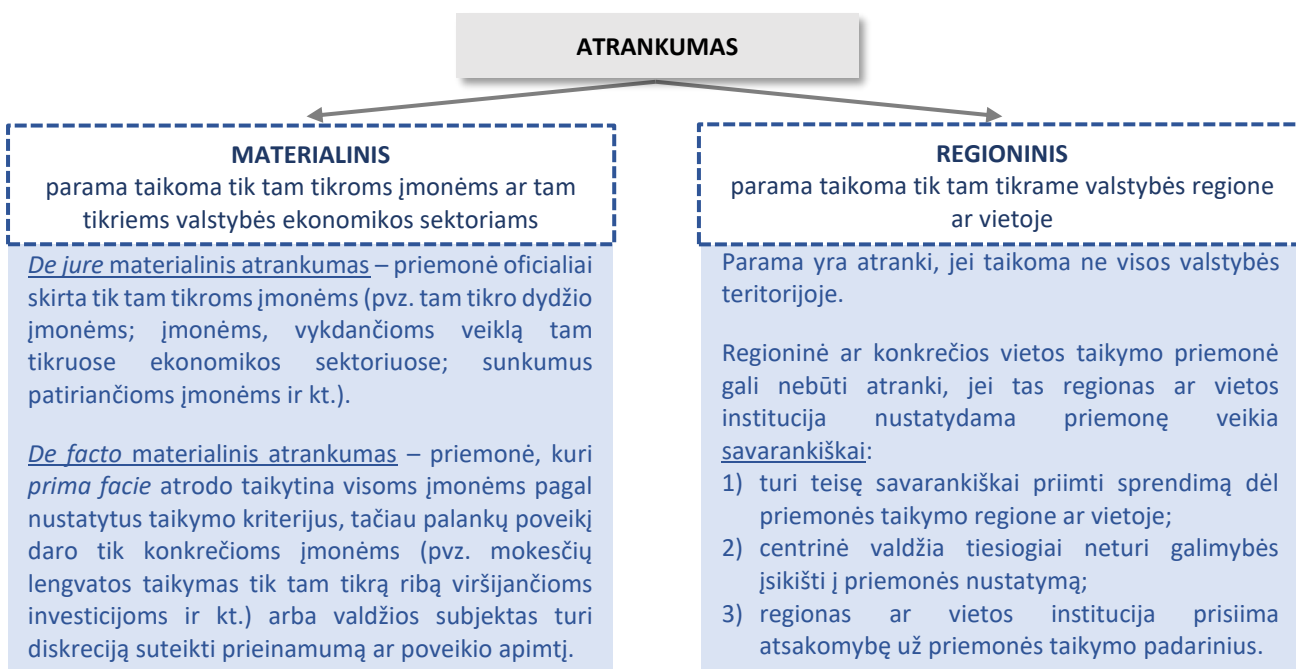 ATRANKUMAS
MATERIALINIS
parama taikoma tik tam tikroms įmonėms ar tam
tikriems valstybės ekonomikos sektoriams
De jure materialinis atrankumas – priemonė oficialiai
skirta tik tam tikroms įmonėms (pvz. tam tikro dydžio
įmonėms; įmonėms, vykdančioms veiklą tam
tikruose ekonomikos sektoriuose; sunkumus
patiriančioms įmonėms ir kt.).
De facto materialinis atrankumas – priemonė, kuri
prima facie atrodo taikytina visoms įmonėms pagal
nustatytus taikymo kriterijus, tačiau palankų poveikį
daro tik konkrečioms įmonėms (pvz. mokesčių
lengvatos taikymas tik tam tikrą ribą viršijančioms
investicijoms ir kt.) arba valdžios subjektas turi
diskreciją suteikti prieinamumą ar poveikio apimtį.
REGIONINIS
parama taikoma tik tam tikrame valstybės regione
ar vietoje
Parama yra atranki, jei taikoma ne visos valstybės
teritorijoje.
Regioninė ar konkrečios vietos taikymo priemonė
gali nebūti atranki, jei tas regionas ar vietos
institucija nustatydama priemonę veikia
savarankiškai:
1) turi teisę savarankiškai priimti sprendimą dėl
priemonės taikymo regione ar vietoje;
2) centrinė valdžia tiesiogiai neturi galimybės
įsikišti į priemonės nustatymą;
3) regionas ar vietos institucija prisiima
atsakomybę už priemonės taikymo padarinius.